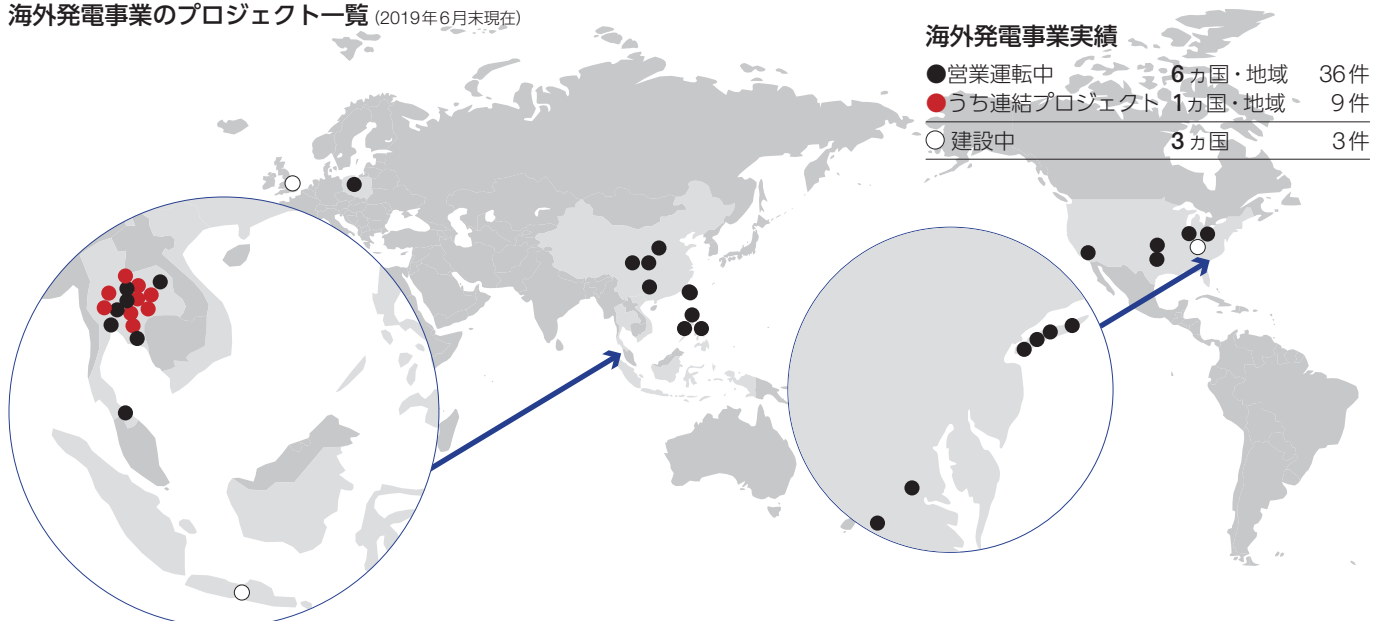 海外発電事業のプロジェクト一覧 (2019年6月末現在)
海外発電事業実績
営業運転中 6ヵ国・地域 36件
うち連結プロジェクト 1ヵ国・地域 9件
建設中 3ヵ国 3件